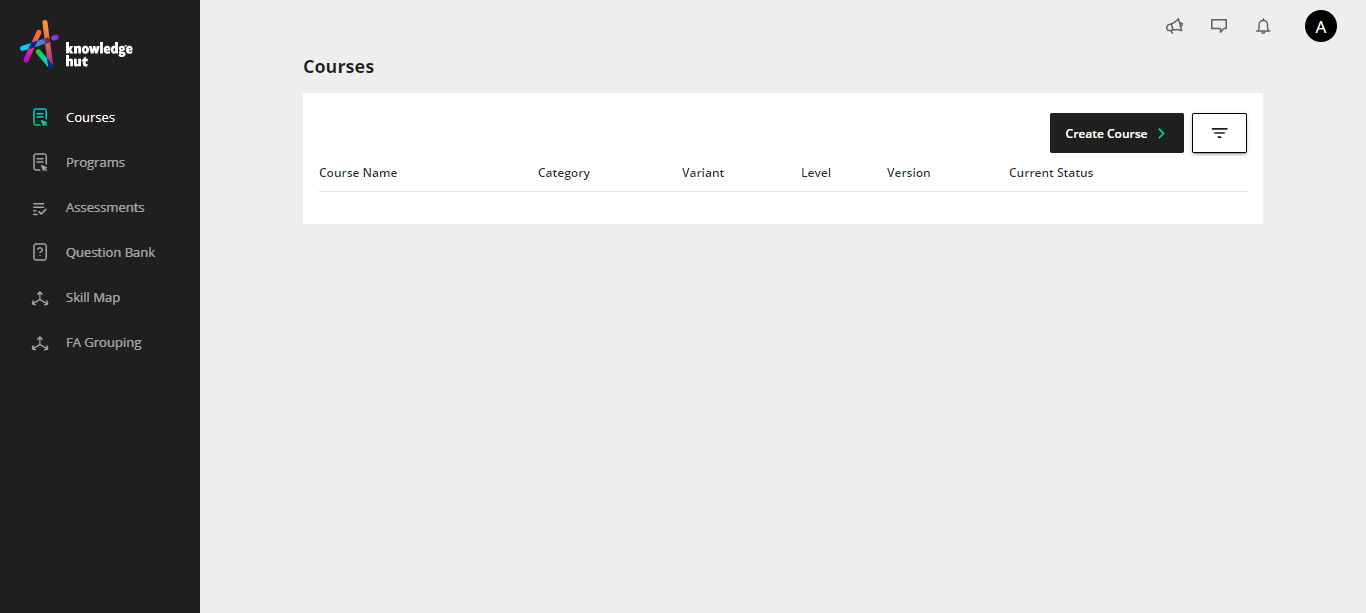 knowledge
hut
Courses
Programs
Assessments
Question Bank
Skill Map
FA Grouping
A
Courses
Create Course
Course Name Category Variant Level Version Current Status